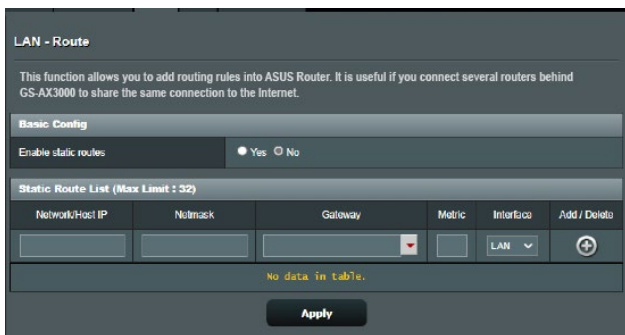 LAN - Route
This function allows you to add routing rules into ASUS Router. It is useful if you connect several routers behind
GS-AX3000 to share the same connection to the Internet.
Basic Config
Enable static routes Yes No
Static Route List (Max Limit : 32)
Network/Host IP Netmask Gateway Metric Interface Add / Delete
LAN
No data in table.
Apply